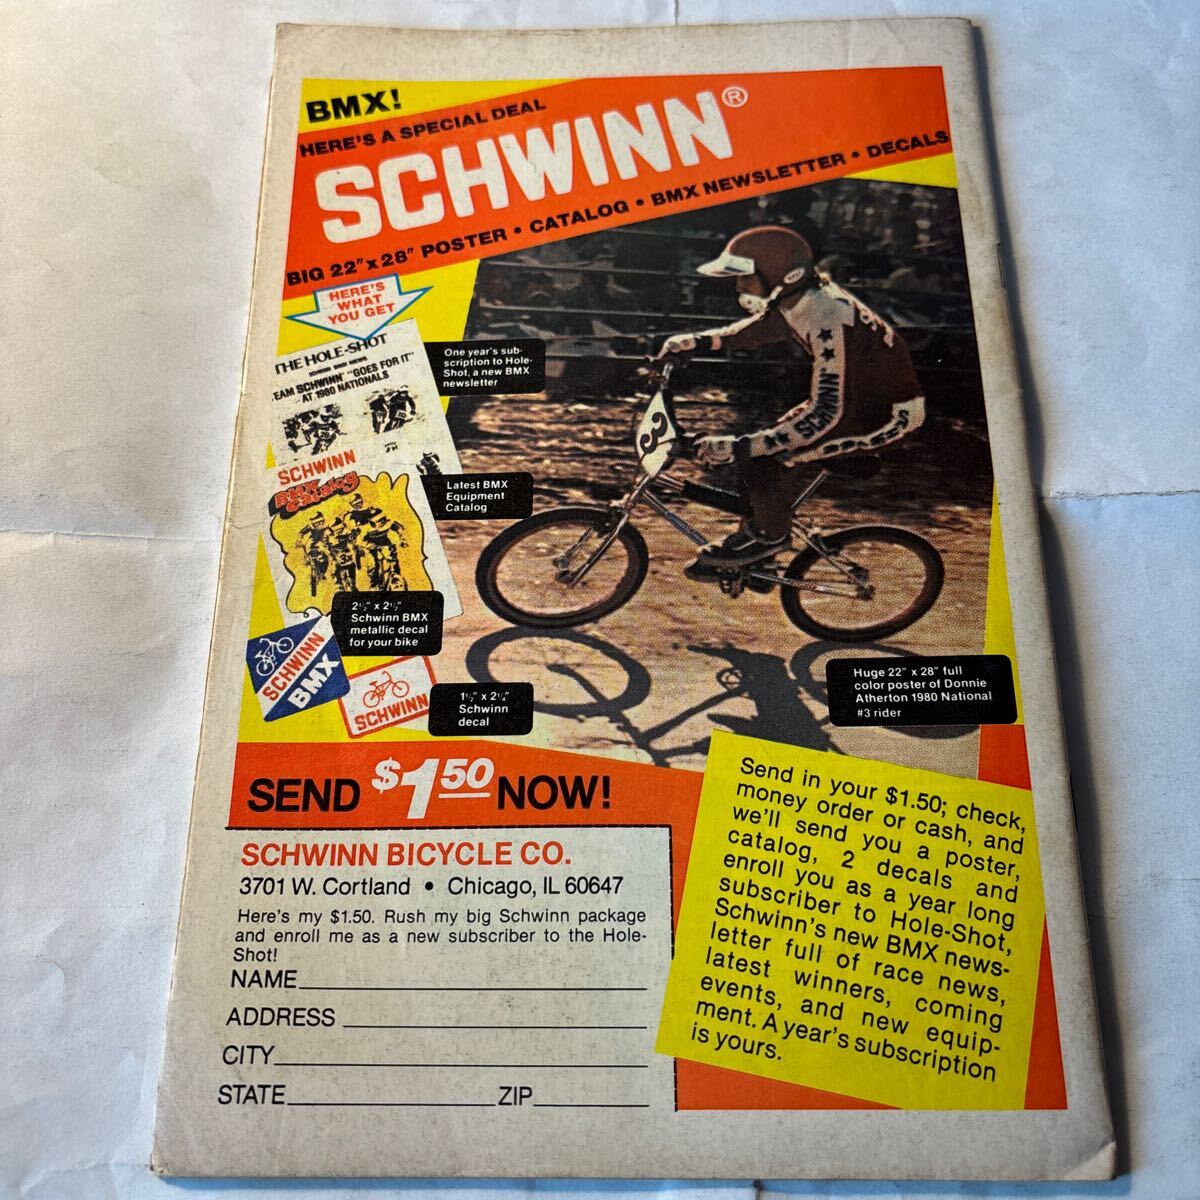 BMX!
HERE'S A SPECIAL DEAL
SCHWINN®
BIG 22" x 28" POSTER • CATALOG • BMX NEWSLETTER • DECALS
HERE'S
WHAT
YOU GET
THE HOLE-SHOT
SCHWINN BMX NEWS
EAM SCHWINN "GOES FOR IT"
AT 1980 NATIONALS
One year's sub-
scription to Hole-
Shot, a new BMX
newsletter
SCHWINN
BMX Catalog
Latest BMX
Equipment
Catalog
2½" x 2½"
Schwinn BMX
metallic decal
for your bike
SCHWINN
BMX
SCHWINN
1½" x 2¼"
Schwinn
decal
3
SCHWINN
Huge 22" x 28" full
color poster of Donnie
Atherton 1980 National
#3 rider
SEND $1.50 NOW!
SCHWINN BICYCLE CO.
3701 W. Cortland • Chicago, IL 60647
Here's my $1.50. Rush my big Schwinn package
and enroll me as a new subscriber to the Hole-
Shot!
NAME
ADDRESS
CITY
STATE ZIP
Send in your $1.50; check,
money order or cash, and
we'll send you a poster,
catalog, 2 decals and
enroll you as a year long
subscriber to Hole-Shot,
Schwinn's new BMX news-
letter full of race news,
latest winners, coming
events, and new equip-
ment. A year's subscription
is yours.